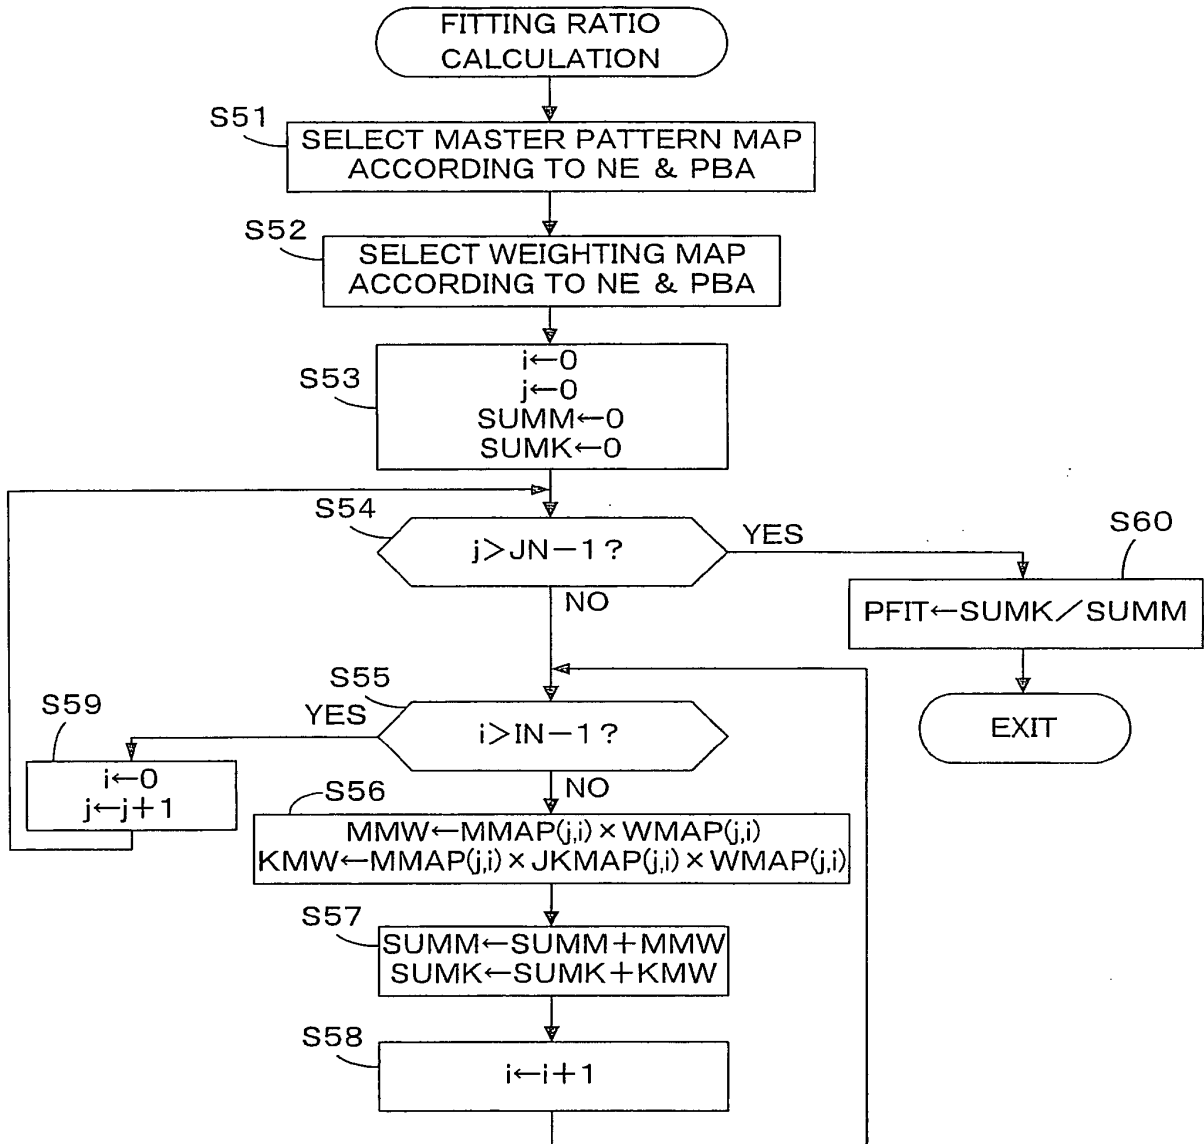 FITTING RATIO
CALCULATION
S51
SELECT MASTER PATTERN MAP
ACCORDING TO NE & PBA
S52
SELECT WEIGHTING MAP
ACCORDING TO NE & PBA
S53
i←0
j←0
SUMM←0
SUMK←0
S54
j>JN−1?
YES
NO
S60
PFIT←SUMK／SUMM
EXIT
S55
i>IN−1?
YES
NO
S59
i←0
j←j+1
S56
MMW←MMAP(j,i)×WMAP(j,i)
KMW←MMAP(j,i)×JKMAP(j,i)×WMAP(j,i)
S57
SUMM←SUMM+MMW
SUMK←SUMK+KMW
S58
i←i+1